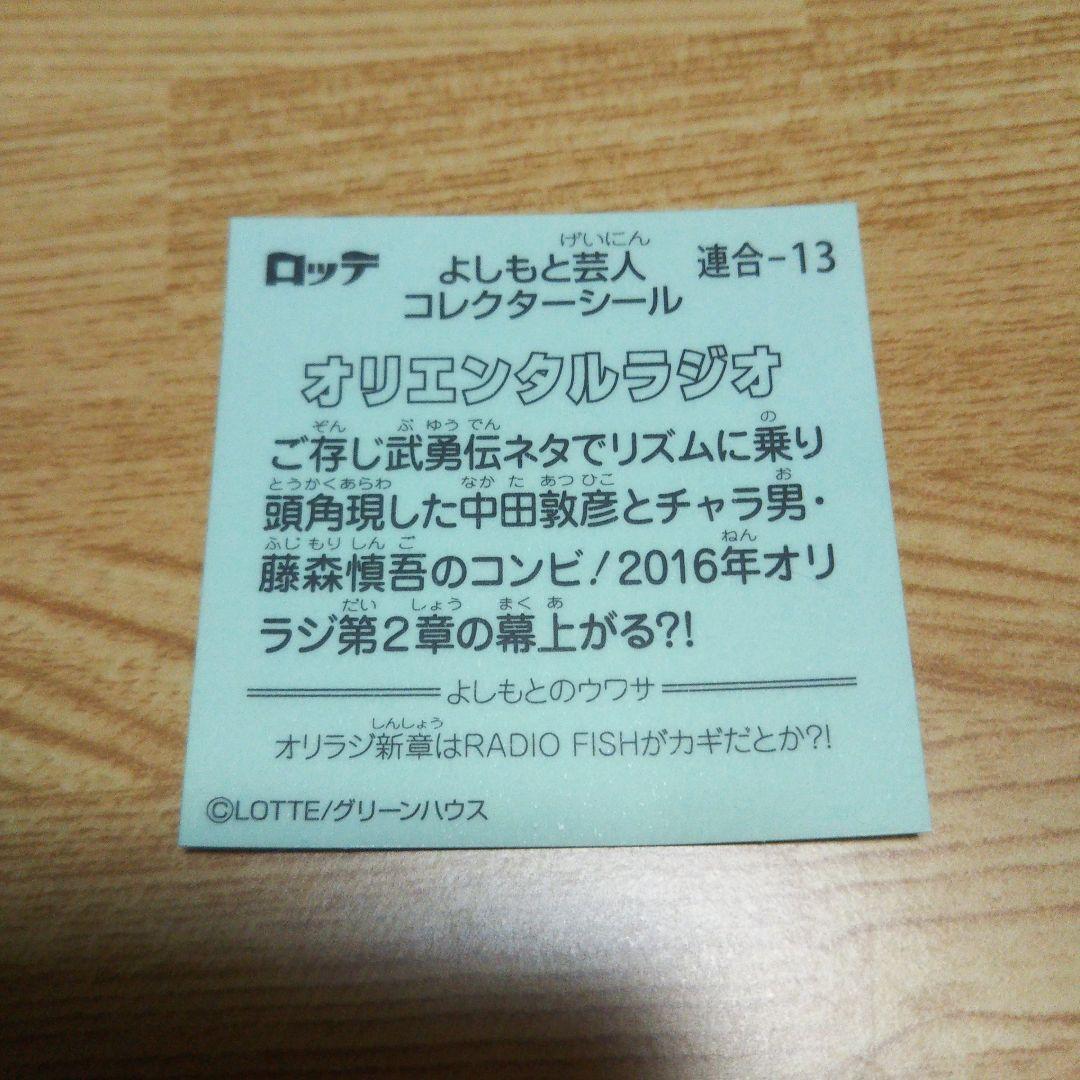 ロッテ
げいにん
よしもと芸人
コレクターシール
連合-13
オリエンタルラジオ
ぞん ぶ ゆう でん の
ご存じ武勇伝ネタでリズムに乗り
とうかくあらわ なか た あつ ひこ お
頭角現した中田敦彦とチャラ男・
ふじ もり しん ご ねん
藤森慎吾のコンビ!2016年オリ
だい しょう まく あ
ラジ第2章の幕上がる?!
よしもとのウワサ
しんしょう
オリラジ新章はRADIO FISHがカギだとか?!
©LOTTE/グリーンハウス